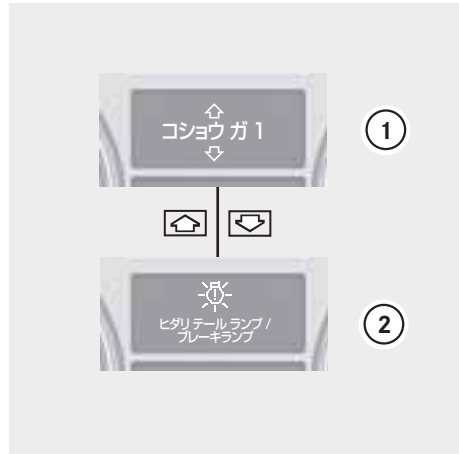 コショウ ガ 1
1
ヒダリ テール ランプ /
ブレーキランプ
2